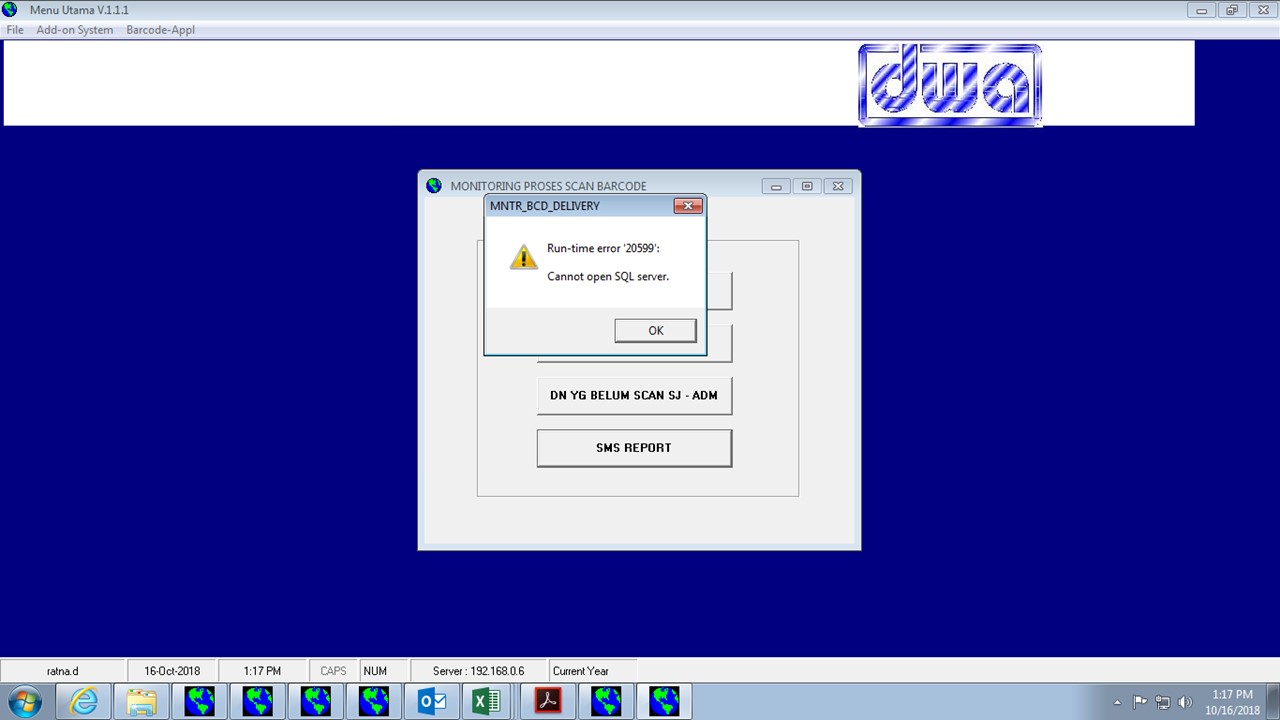 Menu Utama V.1.1.1
File Add-on System Barcode-Appl
dwa
MONITORING PROSES SCAN BARCODE
MNTR_BCD_DELIVERY
Run-time error '20599':
Cannot open SQL server.
OK
DN YG BELUM SCAN SJ - ADM
SMS REPORT
ratna.d 16-Oct-2018 1:17 PM CAPS NUM Server : 192.168.0.6 Current Year
1:17 PM
10/16/2018